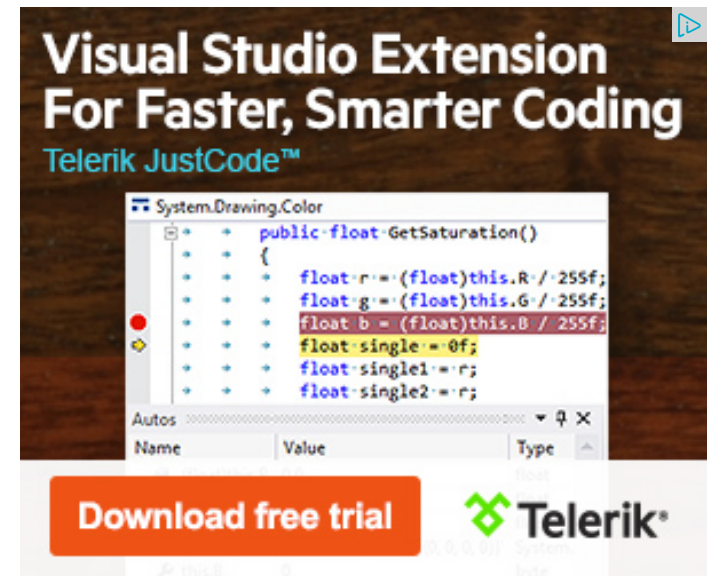 Visual Studio Extension
For Faster, Smarter Coding
Telerik JustCode™
System.Drawing.Color
public float GetSaturation()
{
float r = (float)this.R / 255f;
float g = (float)this.G / 255f;
float b = (float)this.B / 255f;
float single = 0f;
float single1 = r;
float single2 = r;
Autos
Name Value Type
Download free trial
Telerik